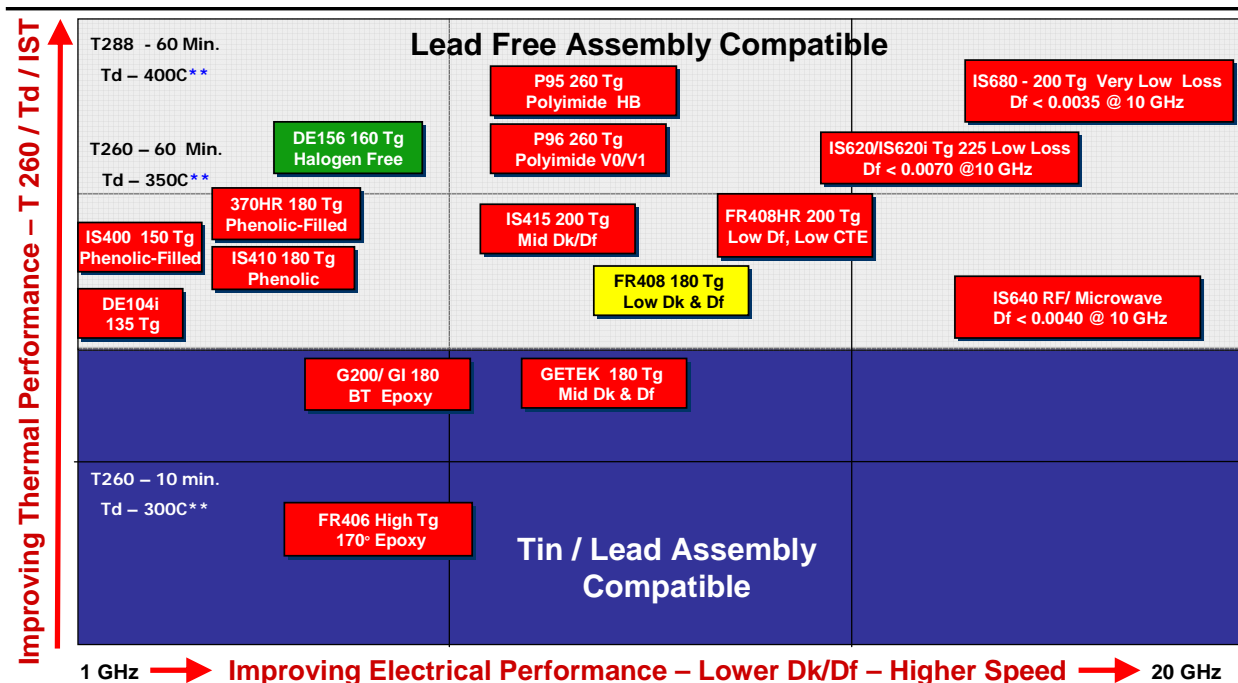 Improving Thermal Performance – T 260 / Td / IST
Lead Free Assembly Compatible
T288 - 60 Min.
Td – 400C**
P95 260 Tg
Polyimide HB
IS680 - 200 Tg Very Low Loss
Df < 0.0035 @ 10 GHz
DE156 160 Tg
Halogen Free
P96 260 Tg
Polyimide V0/V1
IS620/IS620i Tg 225 Low Loss
Df < 0.0070 @10 GHz
T260 – 60 Min.
Td – 350C**
370HR 180 Tg
Phenolic-Filled
IS400 150 Tg
Phenolic-Filled
IS410 180 Tg
Phenolic
IS415 200 Tg
Mid Dk/Df
FR408HR 200 Tg
Low Df, Low CTE
FR408 180 Tg
Low Dk & Df
DE104i
135 Tg
IS640 RF/ Microwave
Df < 0.0040 @ 10 GHz
G200/ GI 180
BT Epoxy
GETEK 180 Tg
Mid Dk & Df
T260 – 10 min.
Td – 300C**
FR406 High Tg
170° Epoxy
Tin / Lead Assembly
Compatible
1 GHz
Improving Electrical Performance – Lower Dk/Df – Higher Speed
20 GHz